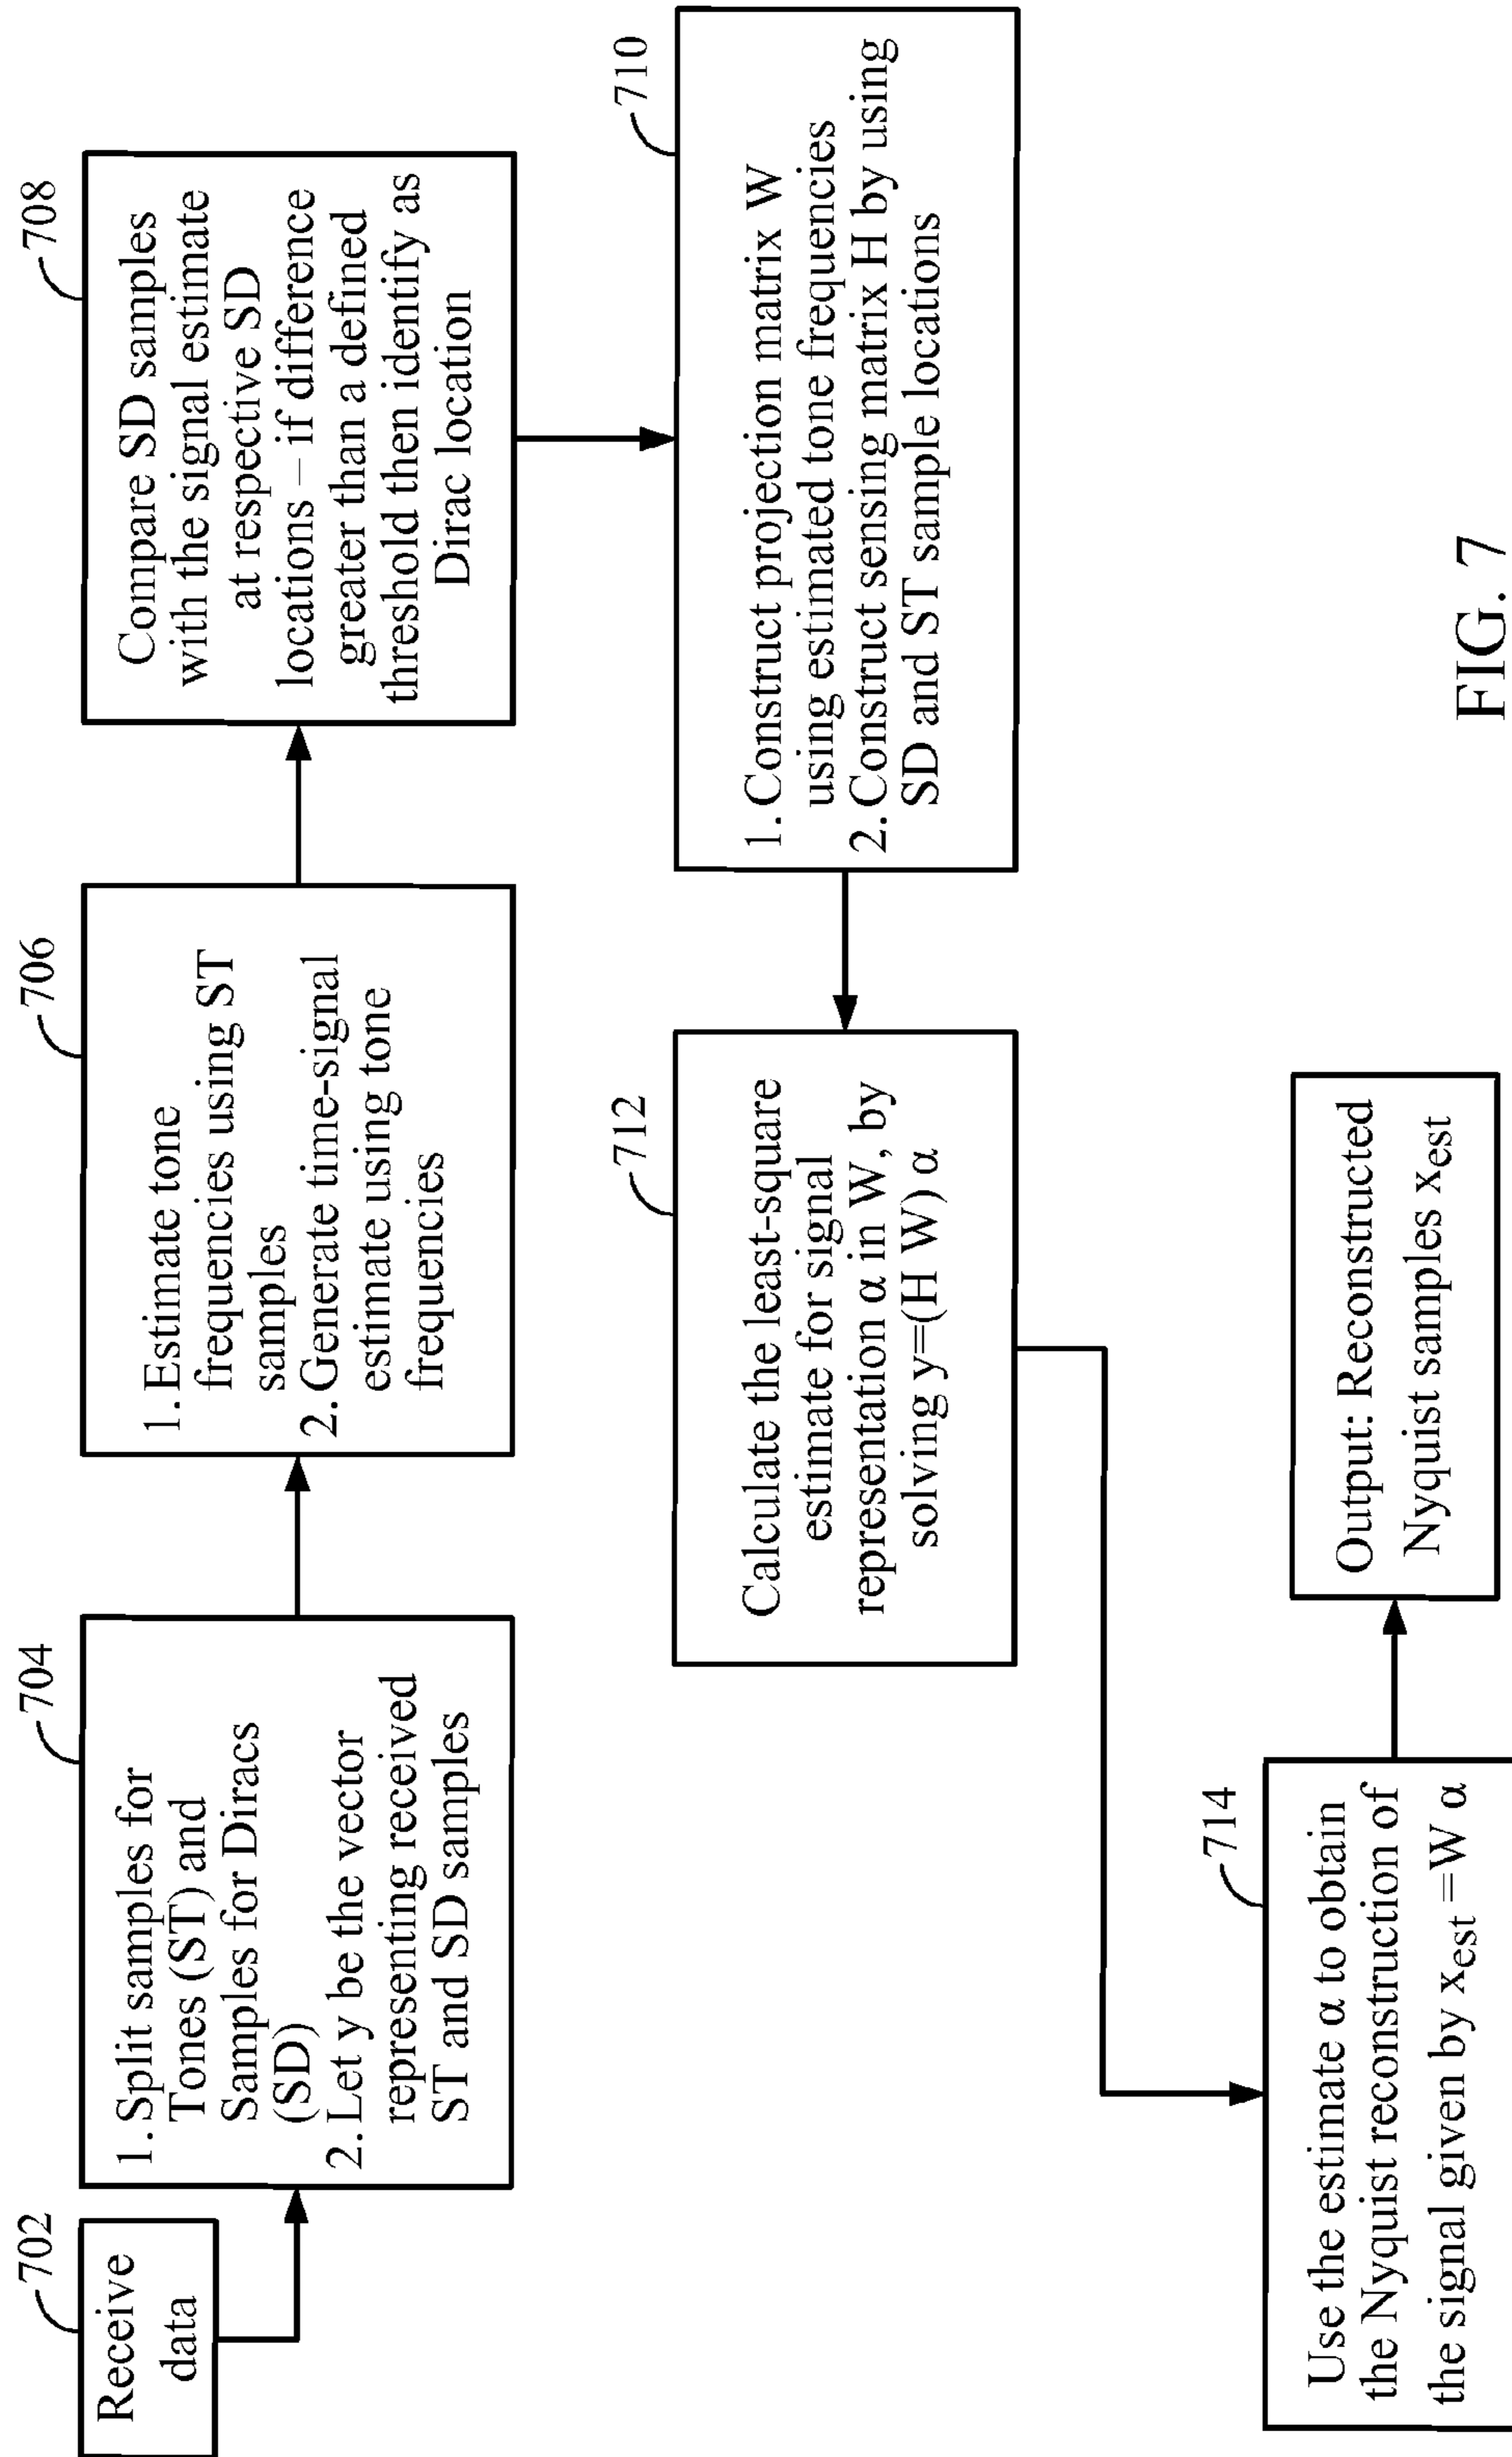 702
Receive
data
704
1. Split samples for
Tones (ST) and
Samples for Diracs
(SD)
2. Let y be the vector
representing received
ST and SD samples
706
1. Estimate tone
frequencies using ST
samples
2. Generate time-signal
estimate using tone
frequencies
708
Compare SD samples
with the signal estimate
at respective SD
locations – if difference
greater than a defined
threshold then identify as
Dirac location
710
1. Construct projection matrix W
using estimated tone frequencies
2. Construct sensing matrix H by using
SD and ST sample locations
712
Calculate the least-square
estimate for signal
representation α in W, by
solving y=(H W) α
714
Use the estimate α to obtain
the Nyquist reconstruction of
the signal given by xest =W α
Output: Reconstructed
Nyquist samples xest
FIG. 7